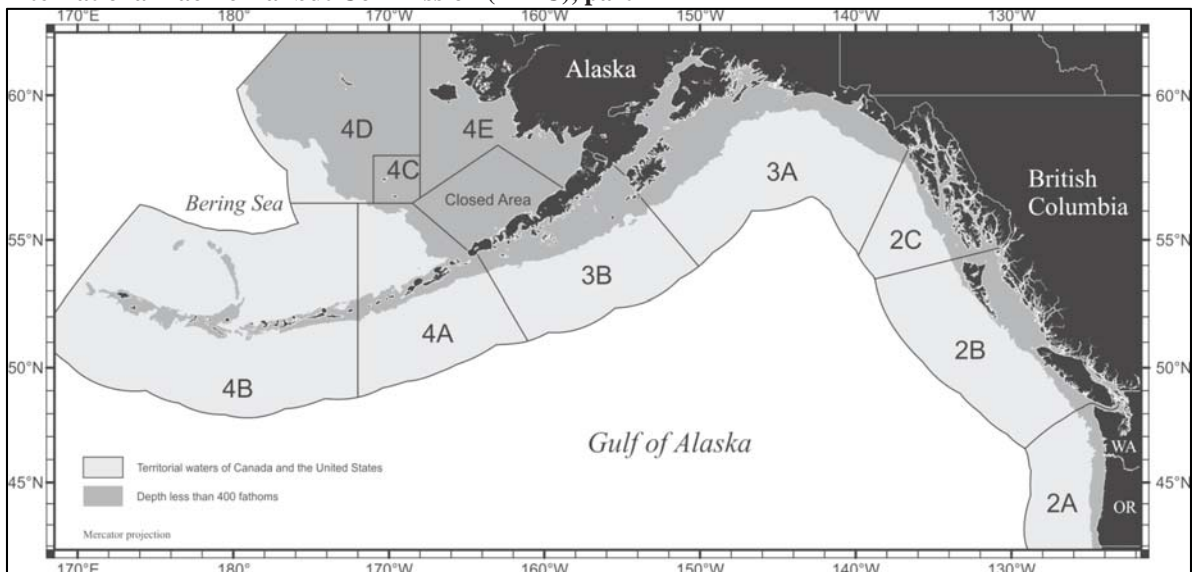 170°E 180° 170°W 160°W 150°W 140°W 130°W
60°N 60°N
55°N 55°N
50°N 50°N
45°N 45°N
Alaska
British
Columbia
4D
4E
4C
Closed Area
Bering Sea
3A
2C
3B
4A
4B
2B
Gulf of Alaska
WA
2A
OR
Territorial waters of Canada and the United States
Depth less than 400 fathoms
Mercator projection
170°E 180° 170°W 160°W 150°W 140°W 130°W